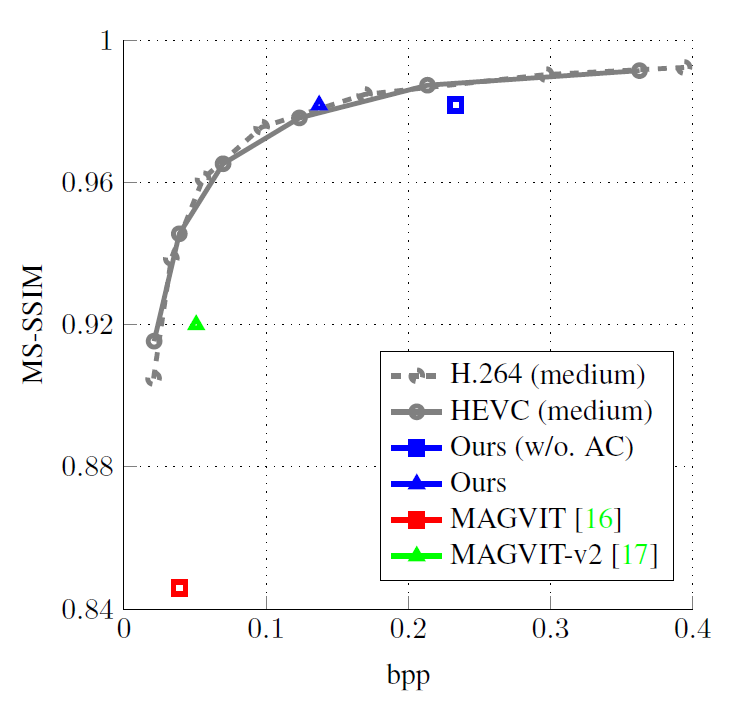 1
0.96
0.92
0.88
0.84
MS-SSIM
H.264 (medium)
HEVC (medium)
Ours (w/o. AC)
Ours
MAGVIT [16]
MAGVIT-v2 [17]
0 0.1 0.2 0.3 0.4
bpp